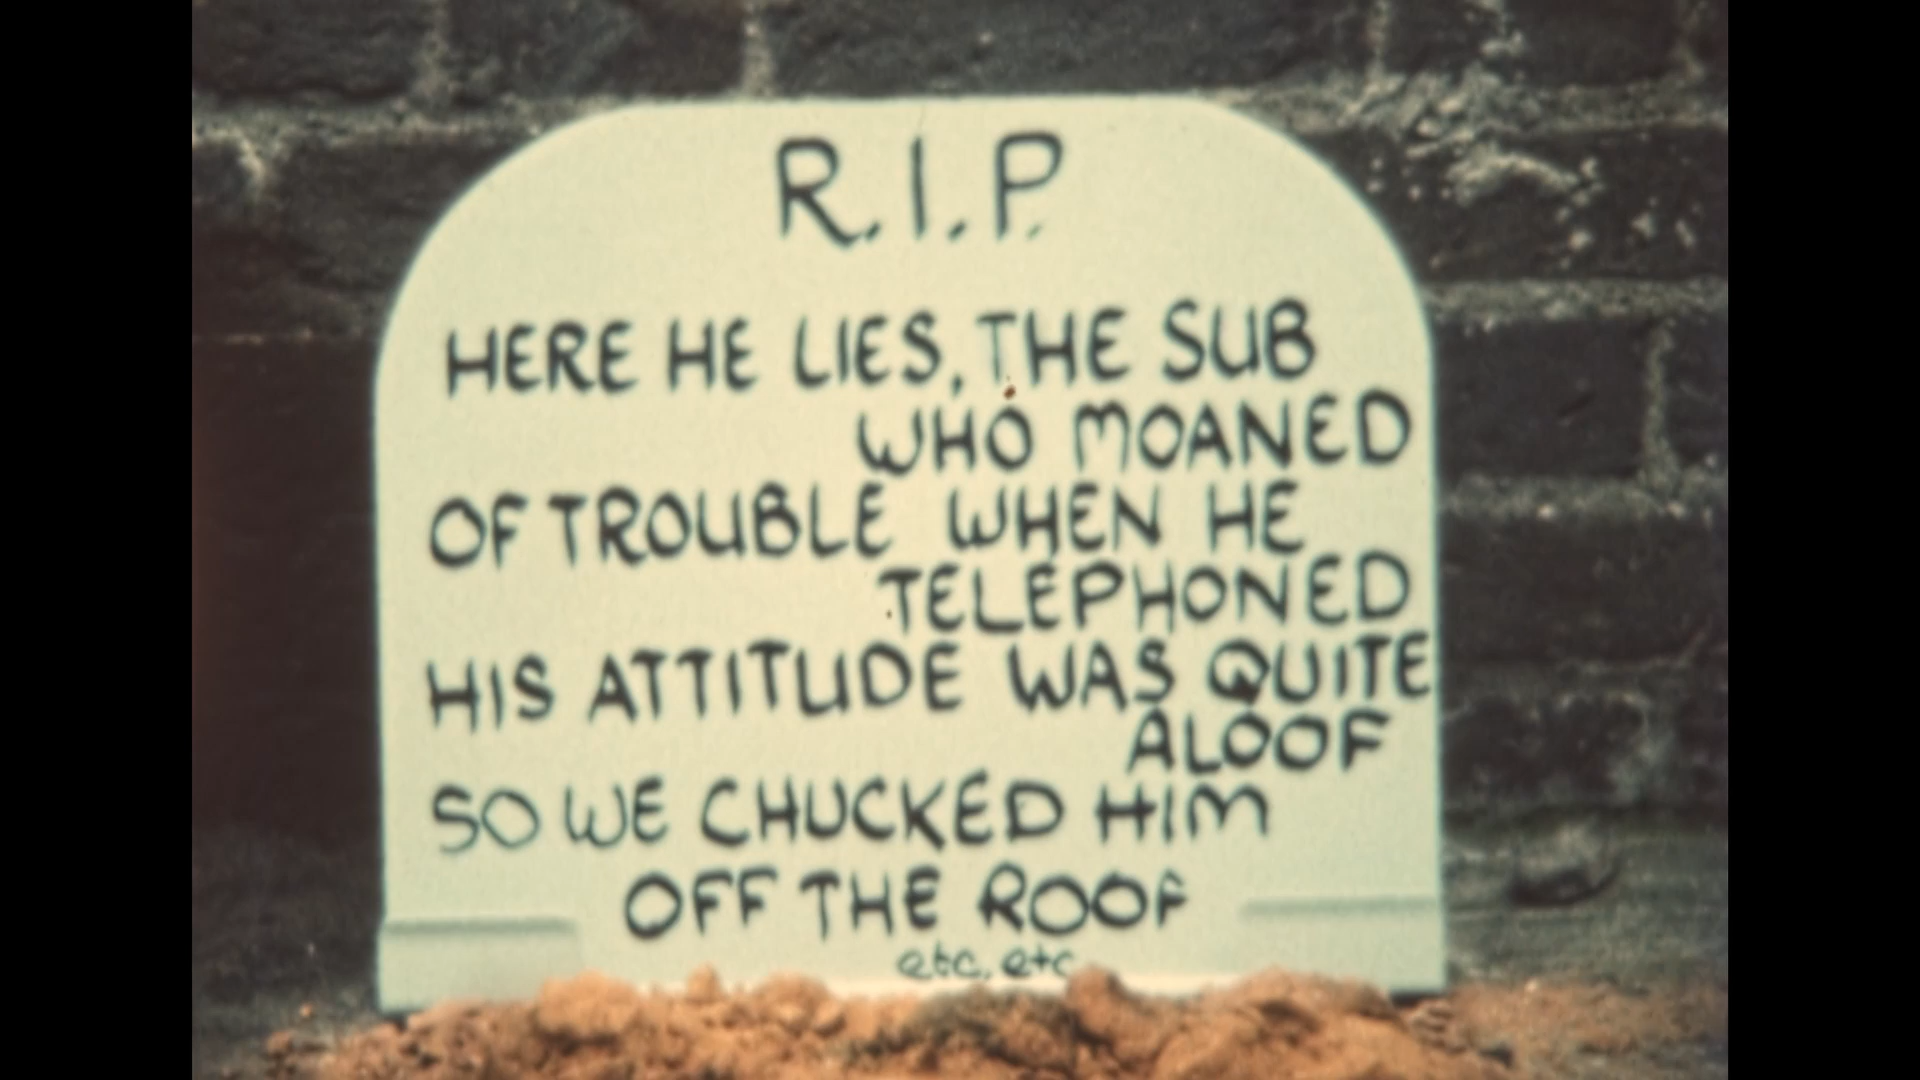 R.I.P.
HERE HE LIES, THE SUB
WHO MOANED
OF TROUBLE WHEN HE
TELEPHONED
HIS ATTITUDE WAS QUITE
ALOOF
SO WE CHUCKED HIM
OFF THE ROOF
etc, etc